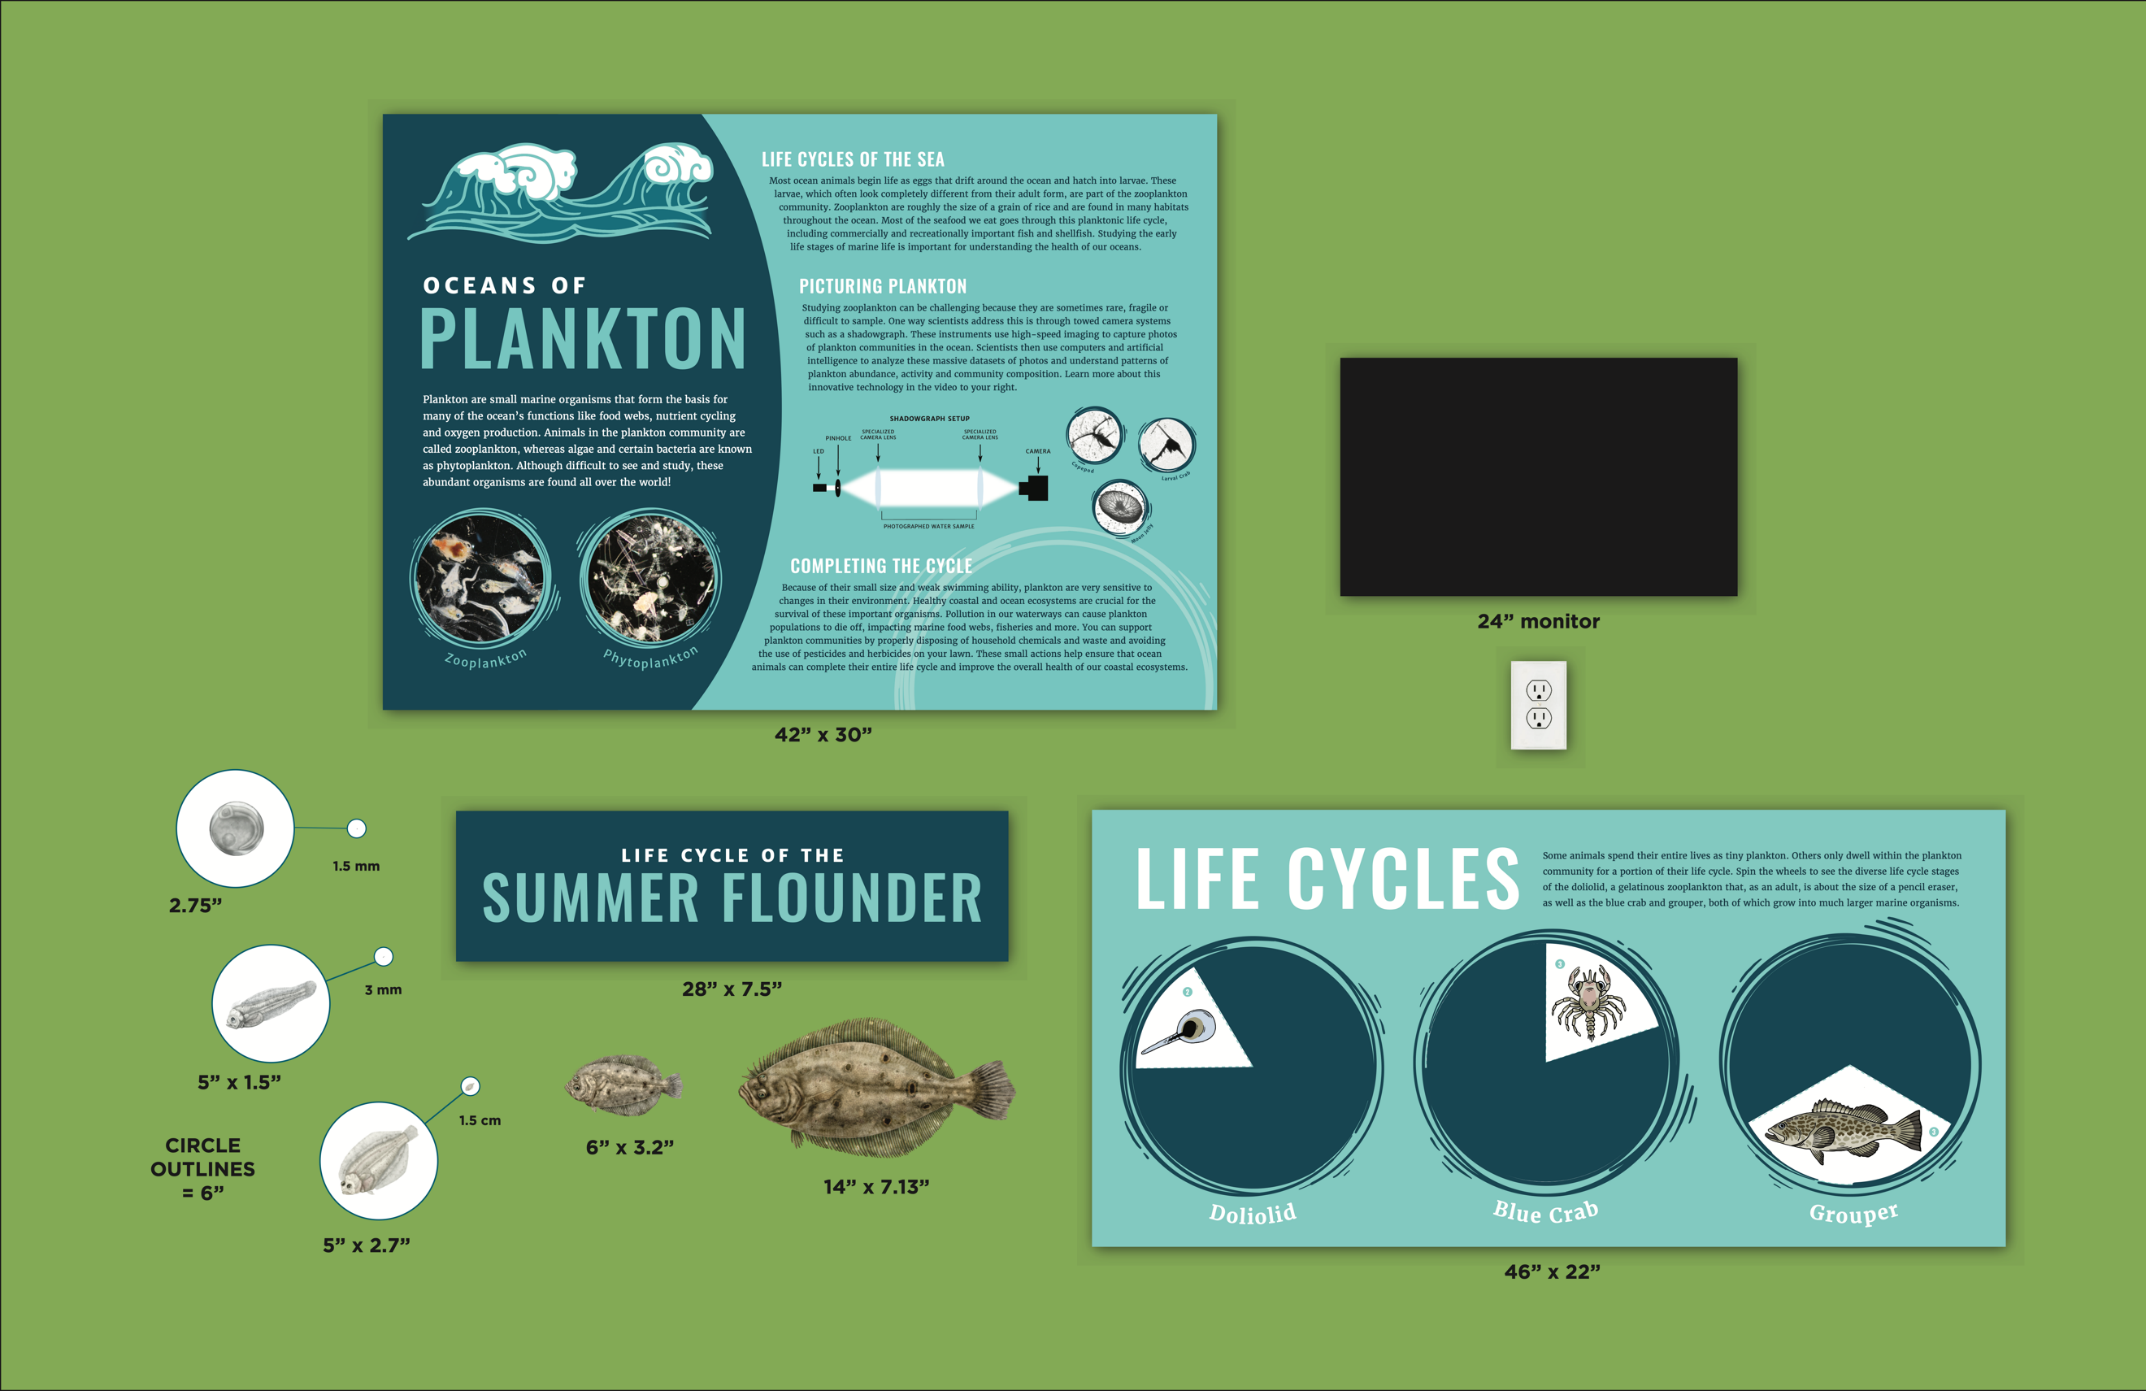 OCEANS OF
PLANKTON
Plankton are small marine organisms that form the basis for
many of the ocean's functions like food webs, nutrient cycling
and oxygen production. Animals in the plankton community are
called zooplankton, whereas algae and certain bacteria are known
as phytoplankton. Although difficult to see and study, these
abundant organisms are found all over the world!
Zooplankton
Phytoplankton
LIFE CYCLES OF THE SEA
Most ocean animals begin life as eggs that drift around the ocean and hatch into larvae. These
larvae, which often look completely different from their adult form, are part of the zooplankton
community. Zooplankton are roughly the size of a grain of rice and are found in many habitats
throughout the ocean. Most of the seafood we eat goes through this planktonic life cycle,
including commercially and recreationally important fish and shellfish. Studying the early
life stages of marine life is important for understanding the health of our oceans.
PICTURING PLANKTON
Studying zooplankton can be challenging because they are sometimes rare, fragile or
difficult to sample. One way scientists address this is through towed camera systems
such as a shadowgraph. These instruments use high-speed imaging to capture photos
of plankton communities in the ocean. Scientists then use computers and artificial
intelligence to analyze these massive datasets of photos and understand patterns of
plankton abundance, activity and community composition. Learn more about this
innovative technology in the video to your right.
SHADOWGRAPH SETUP
LED
PINHOLE
SPECIALIZED
CAMERA LENS
SPECIALIZED
CAMERA LENS
CAMERA
PHOTOGRAPHED WATER SAMPLE
Copepod
Larval Crab
Moon Jelly
COMPLETING THE CYCLE
Because of their small size and weak swimming ability, plankton are very sensitive to
changes in their environment. Healthy coastal and ocean ecosystems are crucial for the
survival of these important organisms. Pollution in our waterways can cause plankton
populations to die off, impacting marine food webs, fisheries and more. You can support
plankton communities by properly disposing of household chemicals and waste and avoiding
the use of pesticides and herbicides on your lawn. These small actions help ensure that ocean
animals can complete their entire life cycle and improve the overall health of our coastal ecosystems.
42” x 30”
24” monitor
1.5 mm
2.75”
3 mm
5” x 1.5”
1.5 cm
CIRCLE
OUTLINES
= 6”
5” x 2.7”
LIFE CYCLE OF THE
SUMMER FLOUNDER
28” x 7.5”
6” x 3.2”
14” x 7.13”
LIFE CYCLES
Some animals spend their entire lives as tiny plankton. Others only dwell within the plankton
community for a portion of their life cycle. Spin the wheels to see the diverse life cycle stages
of the doliolid, a gelatinous zooplankton that, as an adult, is about the size of a pencil eraser,
as well as the blue crab and grouper, both of which grow into much larger marine organisms.
2
3
Doliolid
Blue Crab
Grouper
46” x 22”